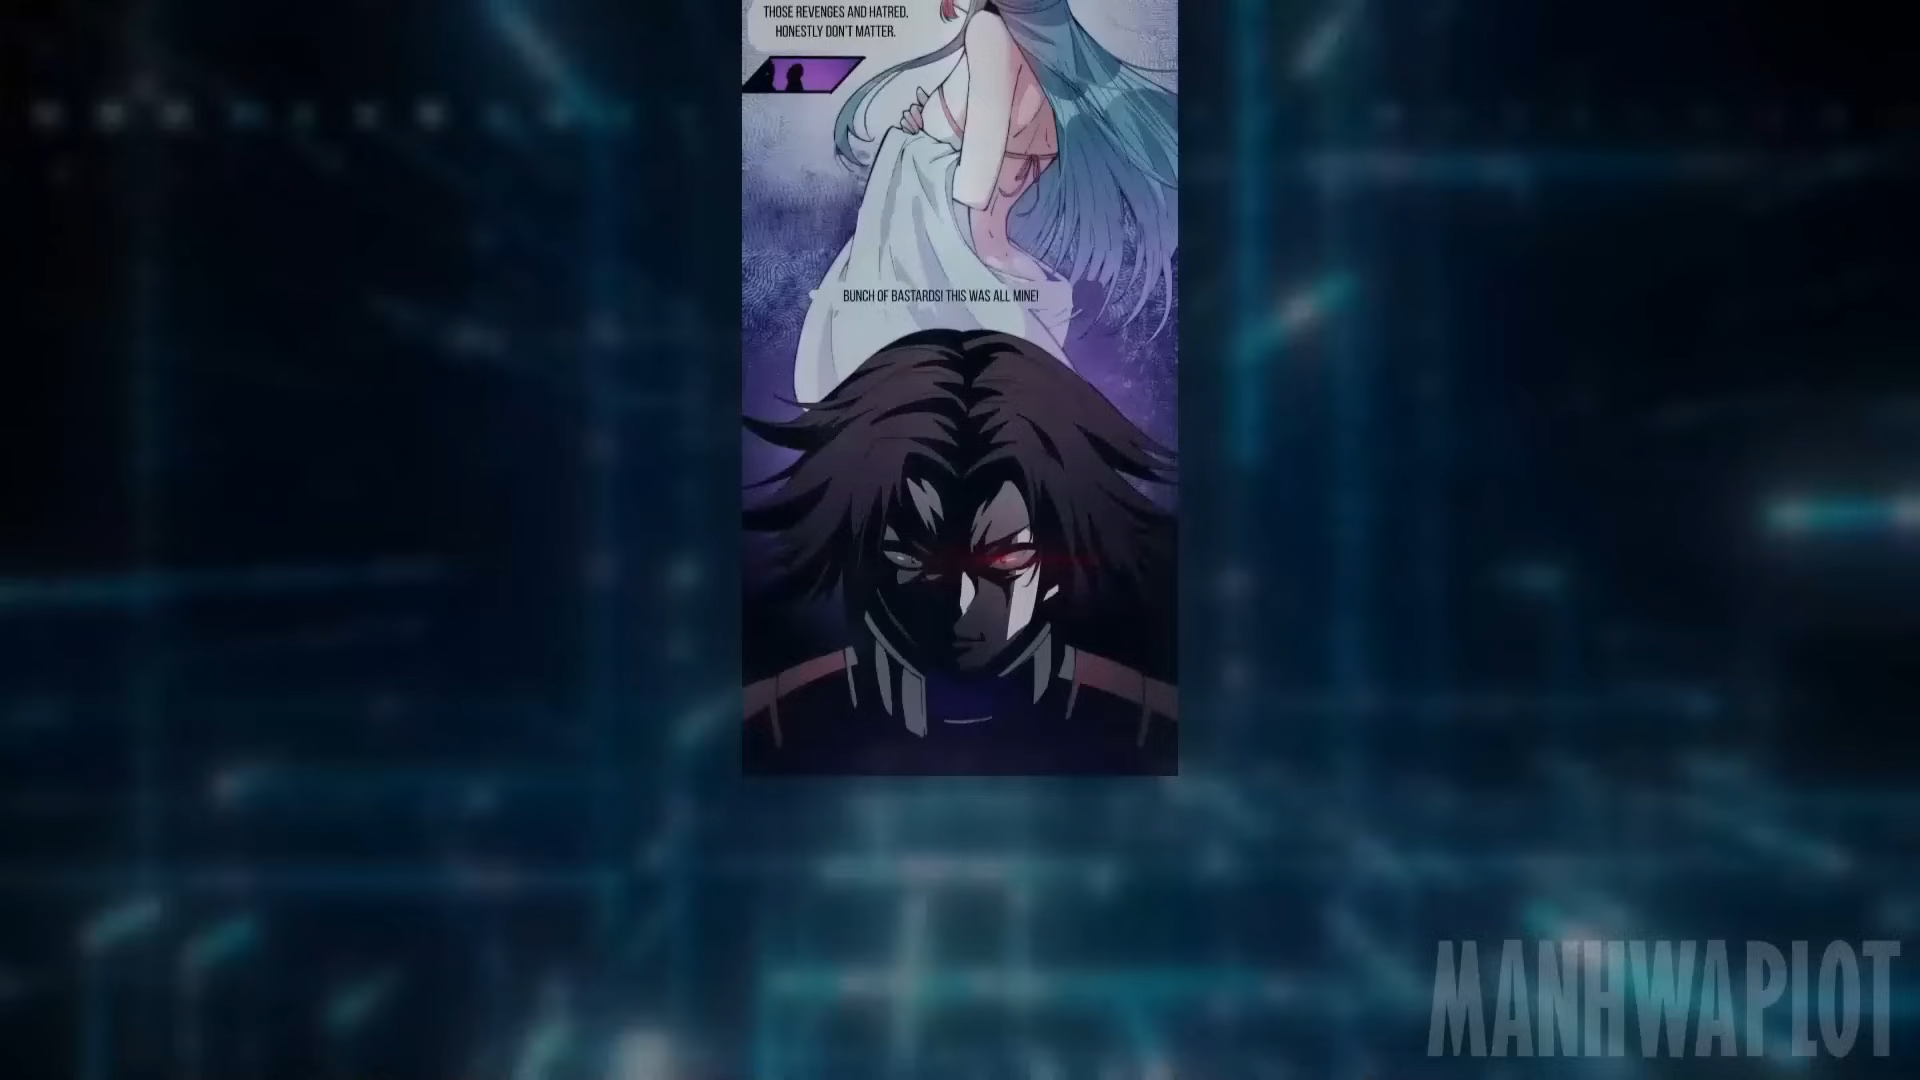 THOSE REVENGES AND HATRED.
HONESTLY DON'T MATTER.
BUNCH OF BASTARDS! THIS WAS ALL MINE!
MANHWAPLOT